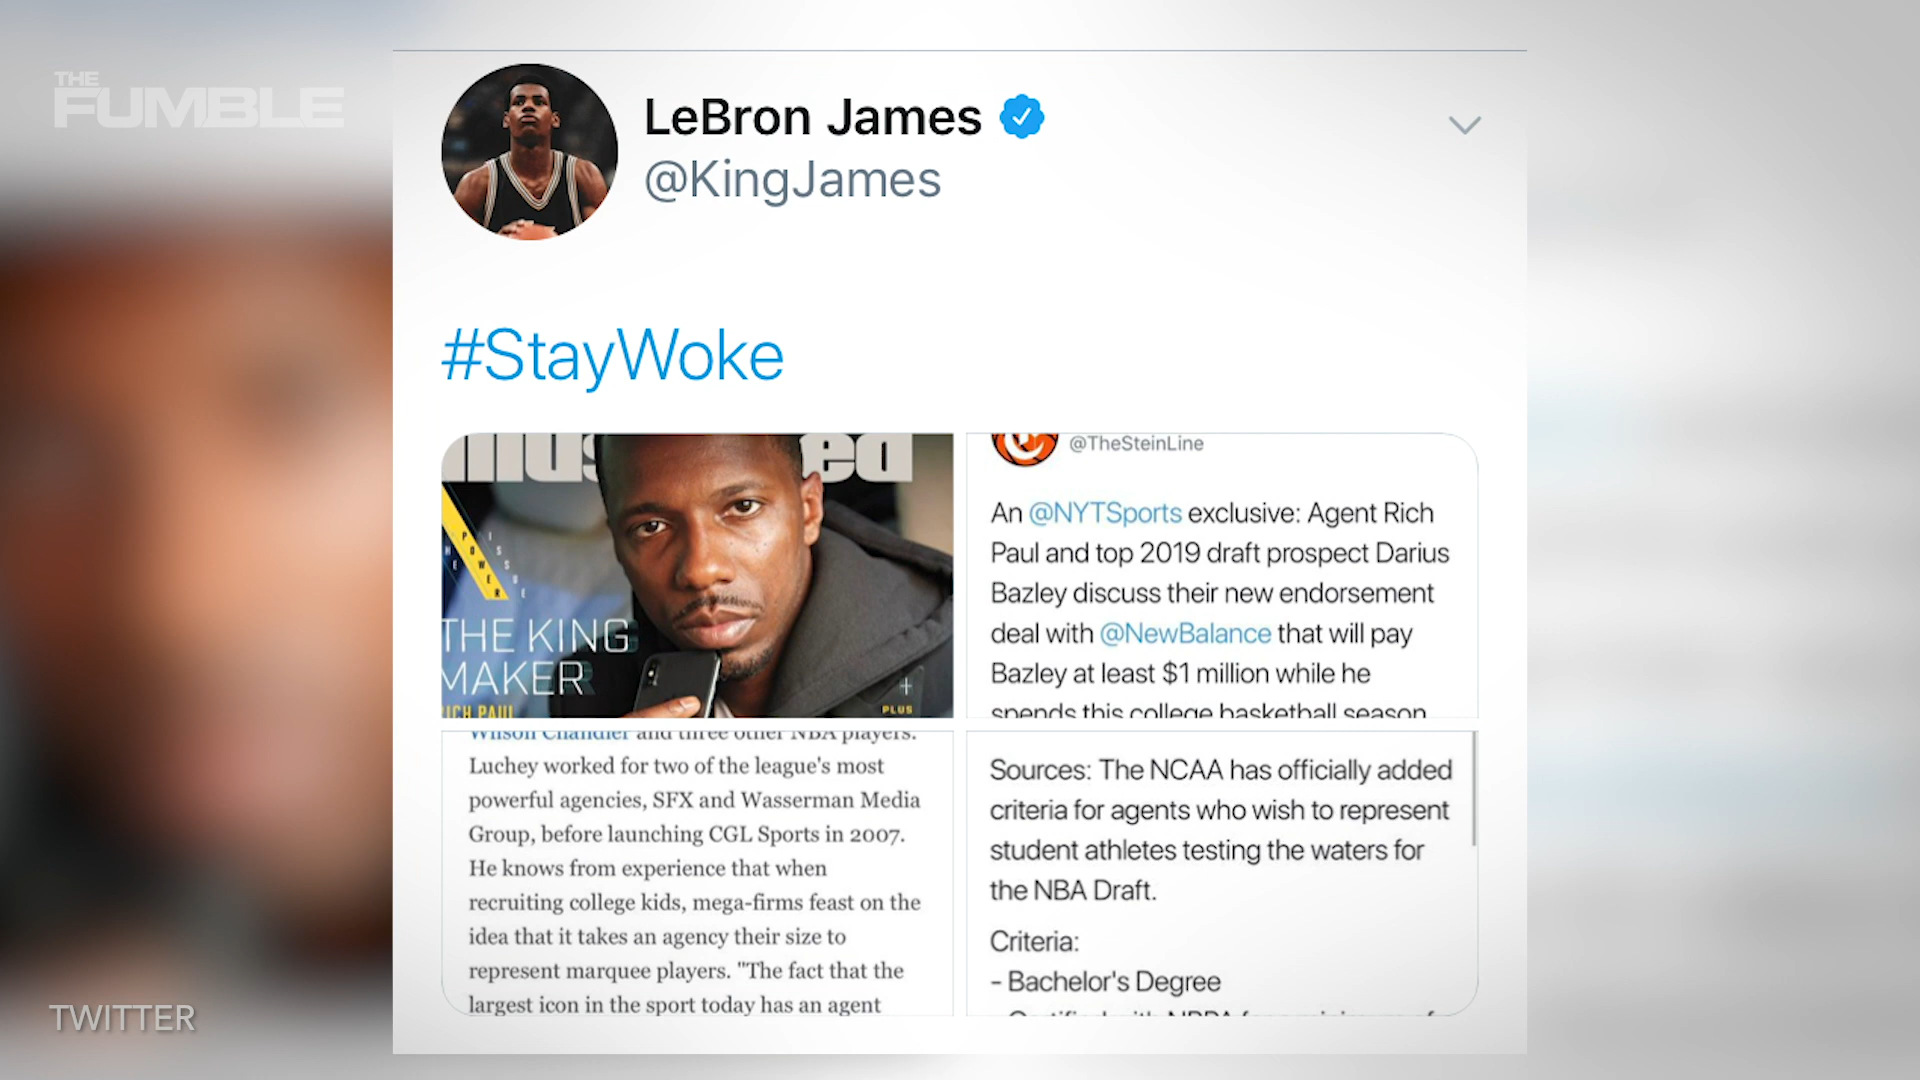 THE
FUMBLE
LeBron James
@KingJames
#StayWoke
POWER
ISSUE
THE KING
MAKER
RICH PAUL
PLUS
@TheSteinLine
An @NYTSports exclusive: Agent Rich
Paul and top 2019 draft prospect Darius
Bazley discuss their new endorsement
deal with @NewBalance that will pay
Bazley at least $1 million while he
spends this college basketball season
Wilson Chandler and three other NBA players.
Luchey worked for two of the league's most
powerful agencies, SFX and Wasserman Media
Group, before launching CGL Sports in 2007.
He knows from experience that when
recruiting college kids, mega-firms feast on the
idea that it takes an agency their size to
represent marquee players. "The fact that the
largest icon in the sport today has an agent
Sources: The NCAA has officially added
criteria for agents who wish to represent
student athletes testing the waters for
the NBA Draft.
Criteria:
- Bachelor's Degree
TWITTER